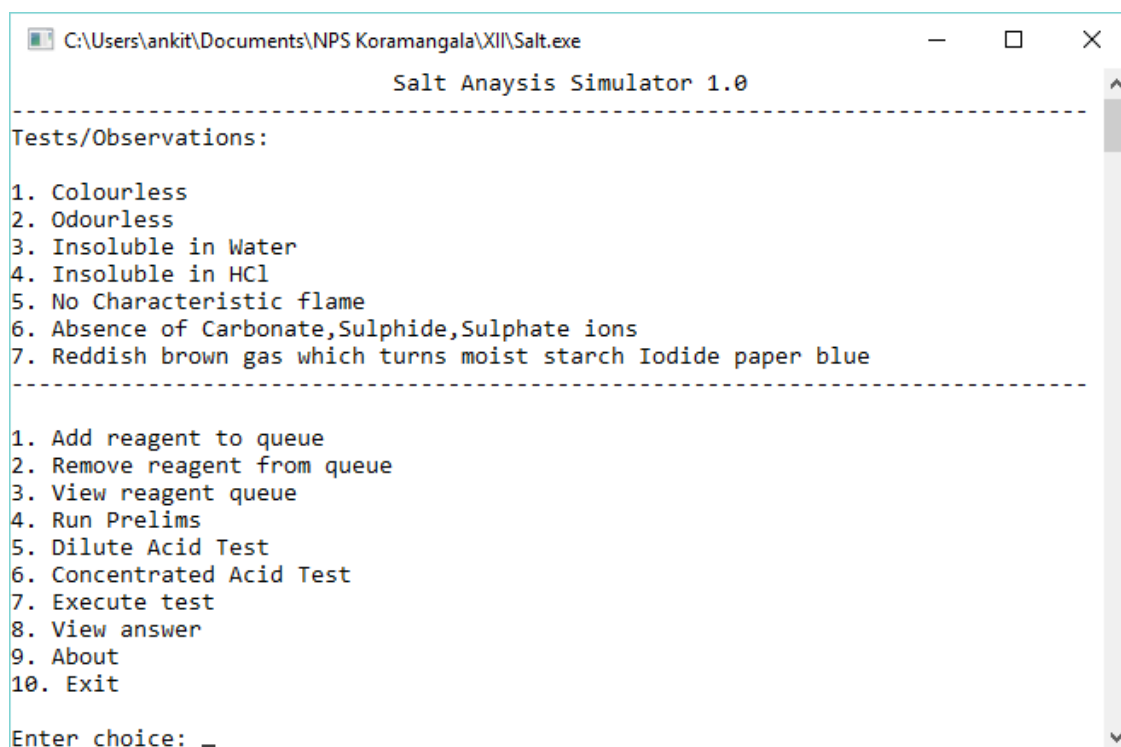 C:\Users\ankit\Documents\NPS Koramangala\XII\Salt.exe
Salt Anaysis Simulator 1.0
--------------------------------------------------------------------------------
Tests/Observations:
1. Colourless
2. Odourless
3. Insoluble in Water
4. Insoluble in HCl
5. No Characteristic flame
6. Absence of Carbonate,Sulphide,Sulphate ions
7. Reddish brown gas which turns moist starch Iodide paper blue
--------------------------------------------------------------------------------
1. Add reagent to queue
2. Remove reagent from queue
3. View reagent queue
4. Run Prelims
5. Dilute Acid Test
6. Concentrated Acid Test
7. Execute test
8. View answer
9. About
10. Exit
Enter choice: _